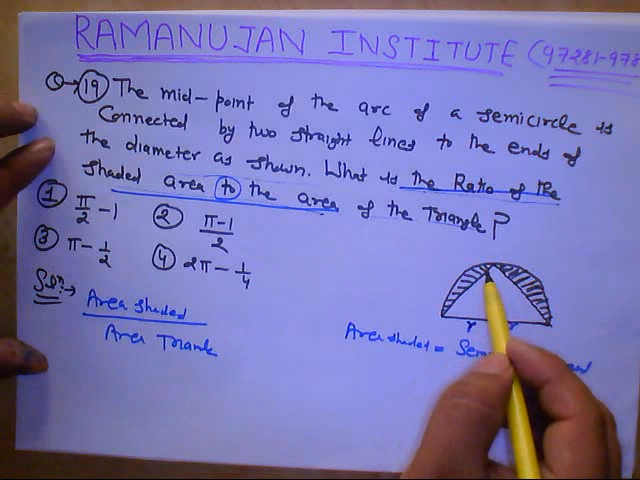 RAMANUJAN INSTITUTE (97281-978
Q→ 19 The mid-point of the arc of a semicircle is
Connected by two straight lines to the ends of
the diameter as shown. What is the Ratio of the
shaded area to the area of the triangle?
1 π/2 - 1 2 π-1/2
3 π - 1/2 4 2π - 1/4
Soln:→ Area shaded
Area Triangle
r r
Area shaded =